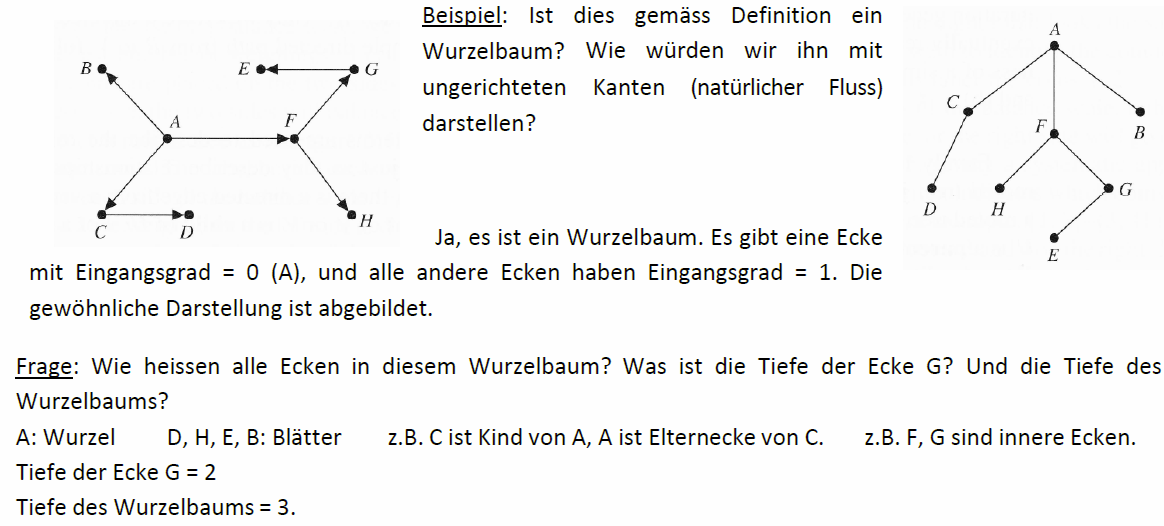 Beispiel: Ist dies gemäss Definition ein
Wurzelbaum? Wie würden wir ihn mit
ungerichteten Kanten (natürlicher Fluss)
darstellen?
B
E
G
A
F
C
D
H
A
C
F
B
D
H
G
E
Ja, es ist ein Wurzelbaum. Es gibt eine Ecke
mit Eingangsgrad = 0 (A), und alle andere Ecken haben Eingangsgrad = 1. Die
gewöhnliche Darstellung ist abgebildet.
Frage: Wie heissen alle Ecken in diesem Wurzelbaum? Was ist die Tiefe der Ecke G? Und die Tiefe des
Wurzelbaums?
A: Wurzel D, H, E, B: Blätter z.B. C ist Kind von A, A ist Elternecke von C. z.B. F, G sind innere Ecken.
Tiefe der Ecke G = 2
Tiefe des Wurzelbaums = 3.